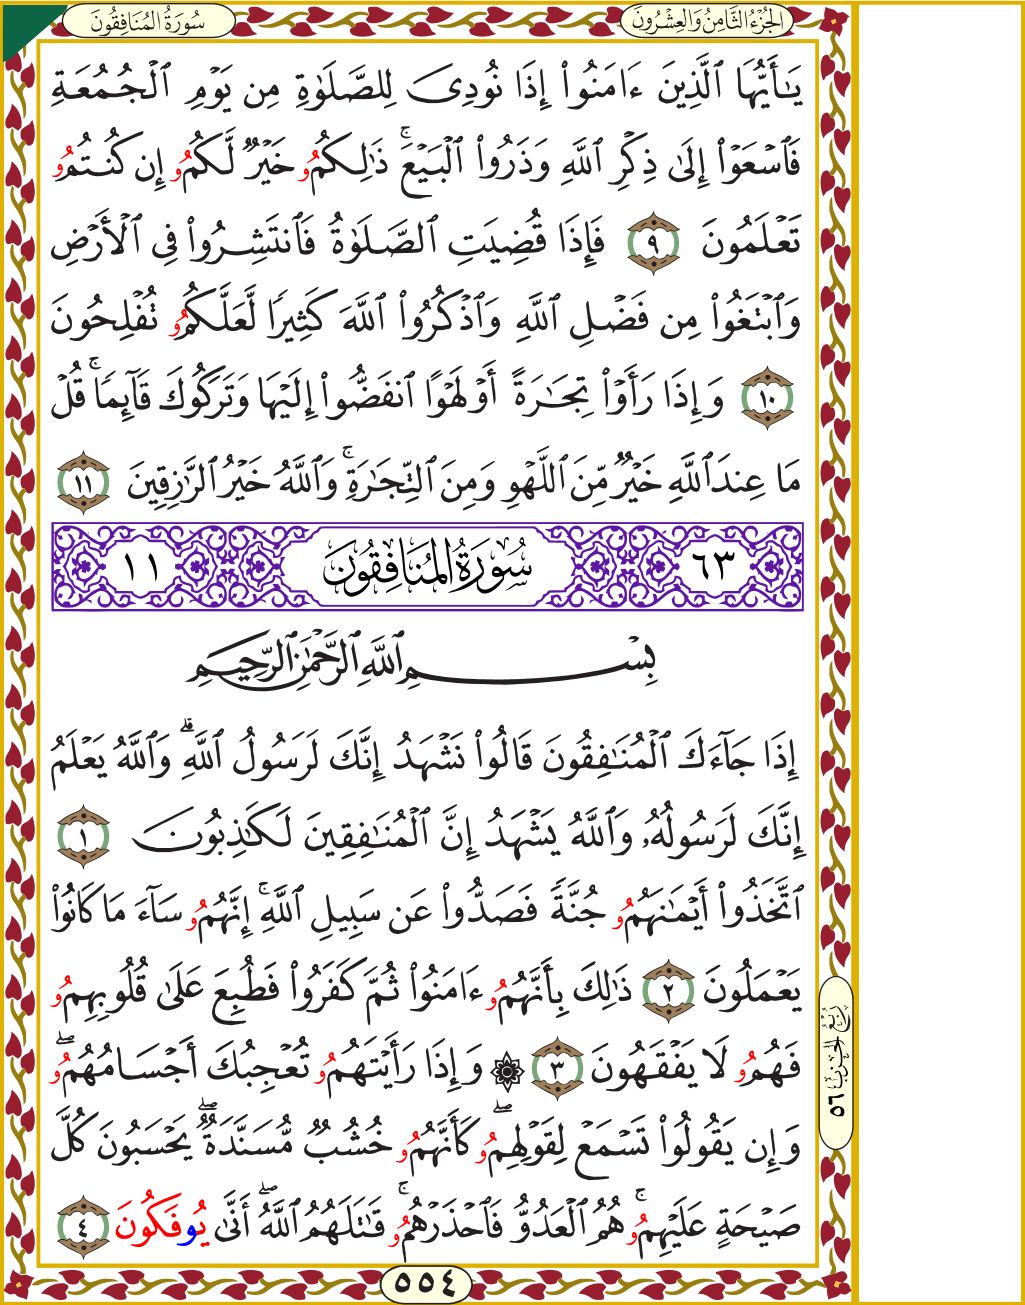 سُورَةُ المُنَافِقُونَ
الجُزْءُ الثَّامِنُ وَالعِشْرُونَ
يَـٰٓأَيُّهَا ٱلَّذِينَ ءَامَنُوا۟ إِذَا نُودِىَ لِلصَّلَوٰةِ مِن يَوْمِ ٱلْجُمُعَةِ
فَٱسْعَوْا۟ إِلَىٰ ذِكْرِ ٱللَّهِ وَذَرُوا۟ ٱلْبَيْعَ ۚ ذَٰلِكُمُۥ خَيْرٌ لَّكُمُۥ إِن كُنتُمُۥ
تَعْلَمُونَ ٩ فَإِذَا قُضِيَتِ ٱلصَّلَوٰةُ فَٱنتَشِرُوا۟ فِى ٱلْأَرْضِ
وَٱبْتَغُوا۟ مِن فَضْلِ ٱللَّهِ وَٱذْكُرُوا۟ ٱللَّهَ كَثِيرًا لَّعَلَّكُمُۥ تُفْلِحُونَ
١٠ وَإِذَا رَأَوْا۟ تِجَـٰرَةً أَوْ لَهْوًا ٱنفَضُّوا۟ إِلَيْهَا وَتَرَكُوكَ قَآئِمًا ۚ قُلْ
مَا عِندَ ٱللَّهِ خَيْرٌ مِّنَ ٱللَّهْوِ وَمِنَ ٱلتِّجَـٰرَةِ ۚ وَٱللَّهُ خَيْرُ ٱلرَّٰزِقِينَ ١١
٦٣ سُورَةُ المُنَافِقُونَ ١١
بِسْمِ ٱللَّهِ ٱلرَّحْمَـٰنِ ٱلرَّحِيمِ
إِذَا جَآءَكَ ٱلْمُنَـٰفِقُونَ قَالُوا۟ نَشْهَدُ إِنَّكَ لَرَسُولُ ٱللَّهِ ۗ وَٱللَّهُ يَعْلَمُ
إِنَّكَ لَرَسُولُهُۥ وَٱللَّهُ يَشْهَدُ إِنَّ ٱلْمُنَـٰفِقِينَ لَكَـٰذِبُونَ ١
ٱتَّخَذُوا۟ أَيْمَـٰنَهُمُۥ جُنَّةً فَصَدُّوا۟ عَن سَبِيلِ ٱللَّهِ ۚ إِنَّهُمُۥ سَآءَ مَا كَانُوا۟
يَعْمَلُونَ ٢ ذَٰلِكَ بِأَنَّهُمُۥ ءَامَنُوا۟ ثُمَّ كَفَرُوا۟ فَطُبِعَ عَلَىٰ قُلُوبِهِمُۥ
فَهُمُۥ لَا يَفْقَهُونَ ٣ ۞ وَإِذَا رَأَيْتَهُمُۥ تُعْجِبُكَ أَجْسَامُهُمُۥ ۖ
وَإِن يَقُولُوا۟ تَسْمَعْ لِقَوْلِهِمُۥ ۖ كَأَنَّهُمُۥ خُشُبٌ مُّسَنَّدَةٌ ۖ يَحْسَبُونَ كُلَّ
صَيْحَةٍ عَلَيْهِمُۥ ۚ هُمُ ٱلْعَدُوُّ فَٱحْذَرْهُمُۥ ۚ قَـٰتَلَهُمُ ٱللَّهُ ۖ أَنَّىٰ يُوفَكُونَ ٤
رُبْعُ الحِزْبِ ٥٦
٥٥٤